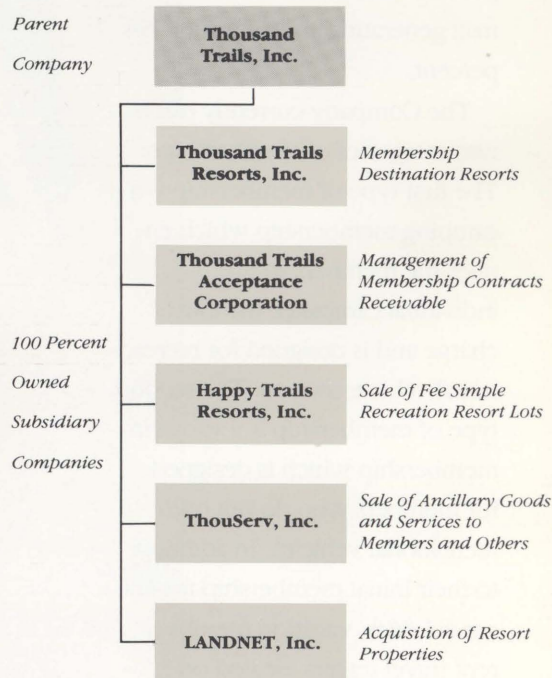 Parent
Company
Thousand
Trails, Inc.
Thousand Trails
Resorts, Inc.
Membership
Destination Resorts
Thousand Trails
Acceptance
Corporation
Management of
Membership Contracts
Receivable
100 Percent
Owned
Subsidiary
Companies
Happy Trails
Resorts, Inc.
Sale of Fee Simple
Recreation Resort Lots
ThouServ, Inc.
Sale of Ancillary Goods
and Services to
Members and Others
LANDNET, Inc.
Acquisition of Resort
Properties